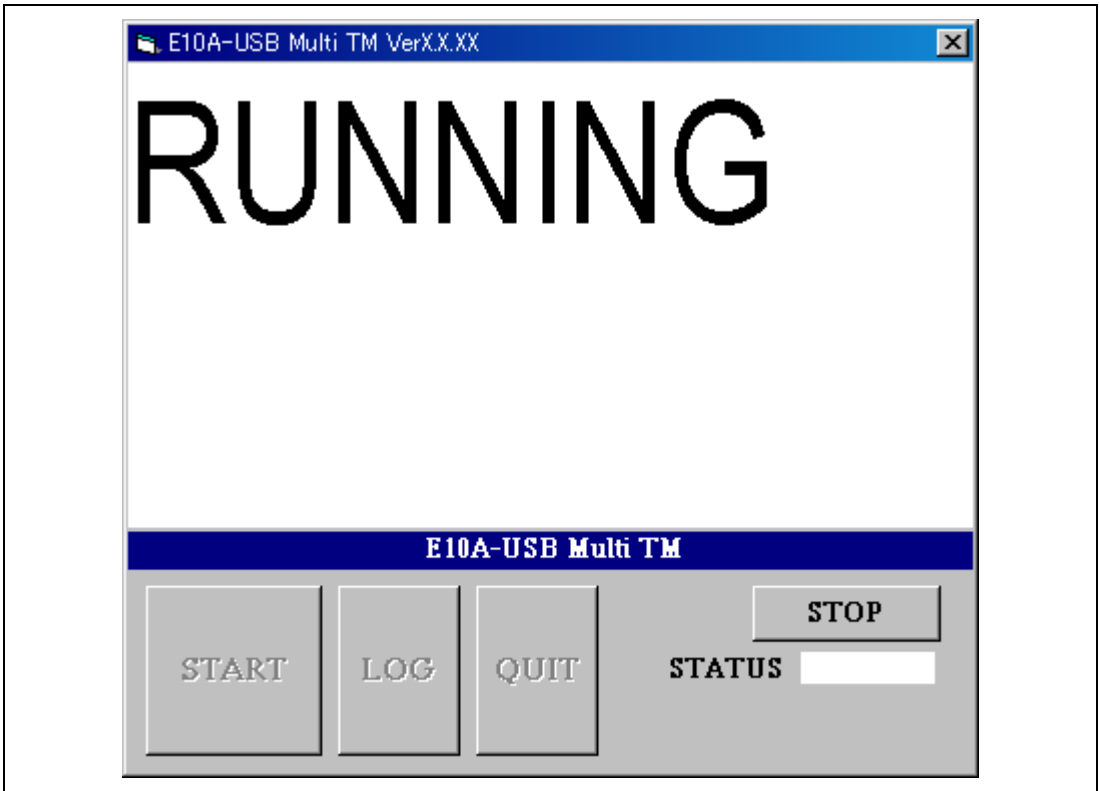 E10A-USB Multi TM VerX.X.XX
RUNNING
E10A-USB Multi TM
START LOG QUIT STOP
STATUS